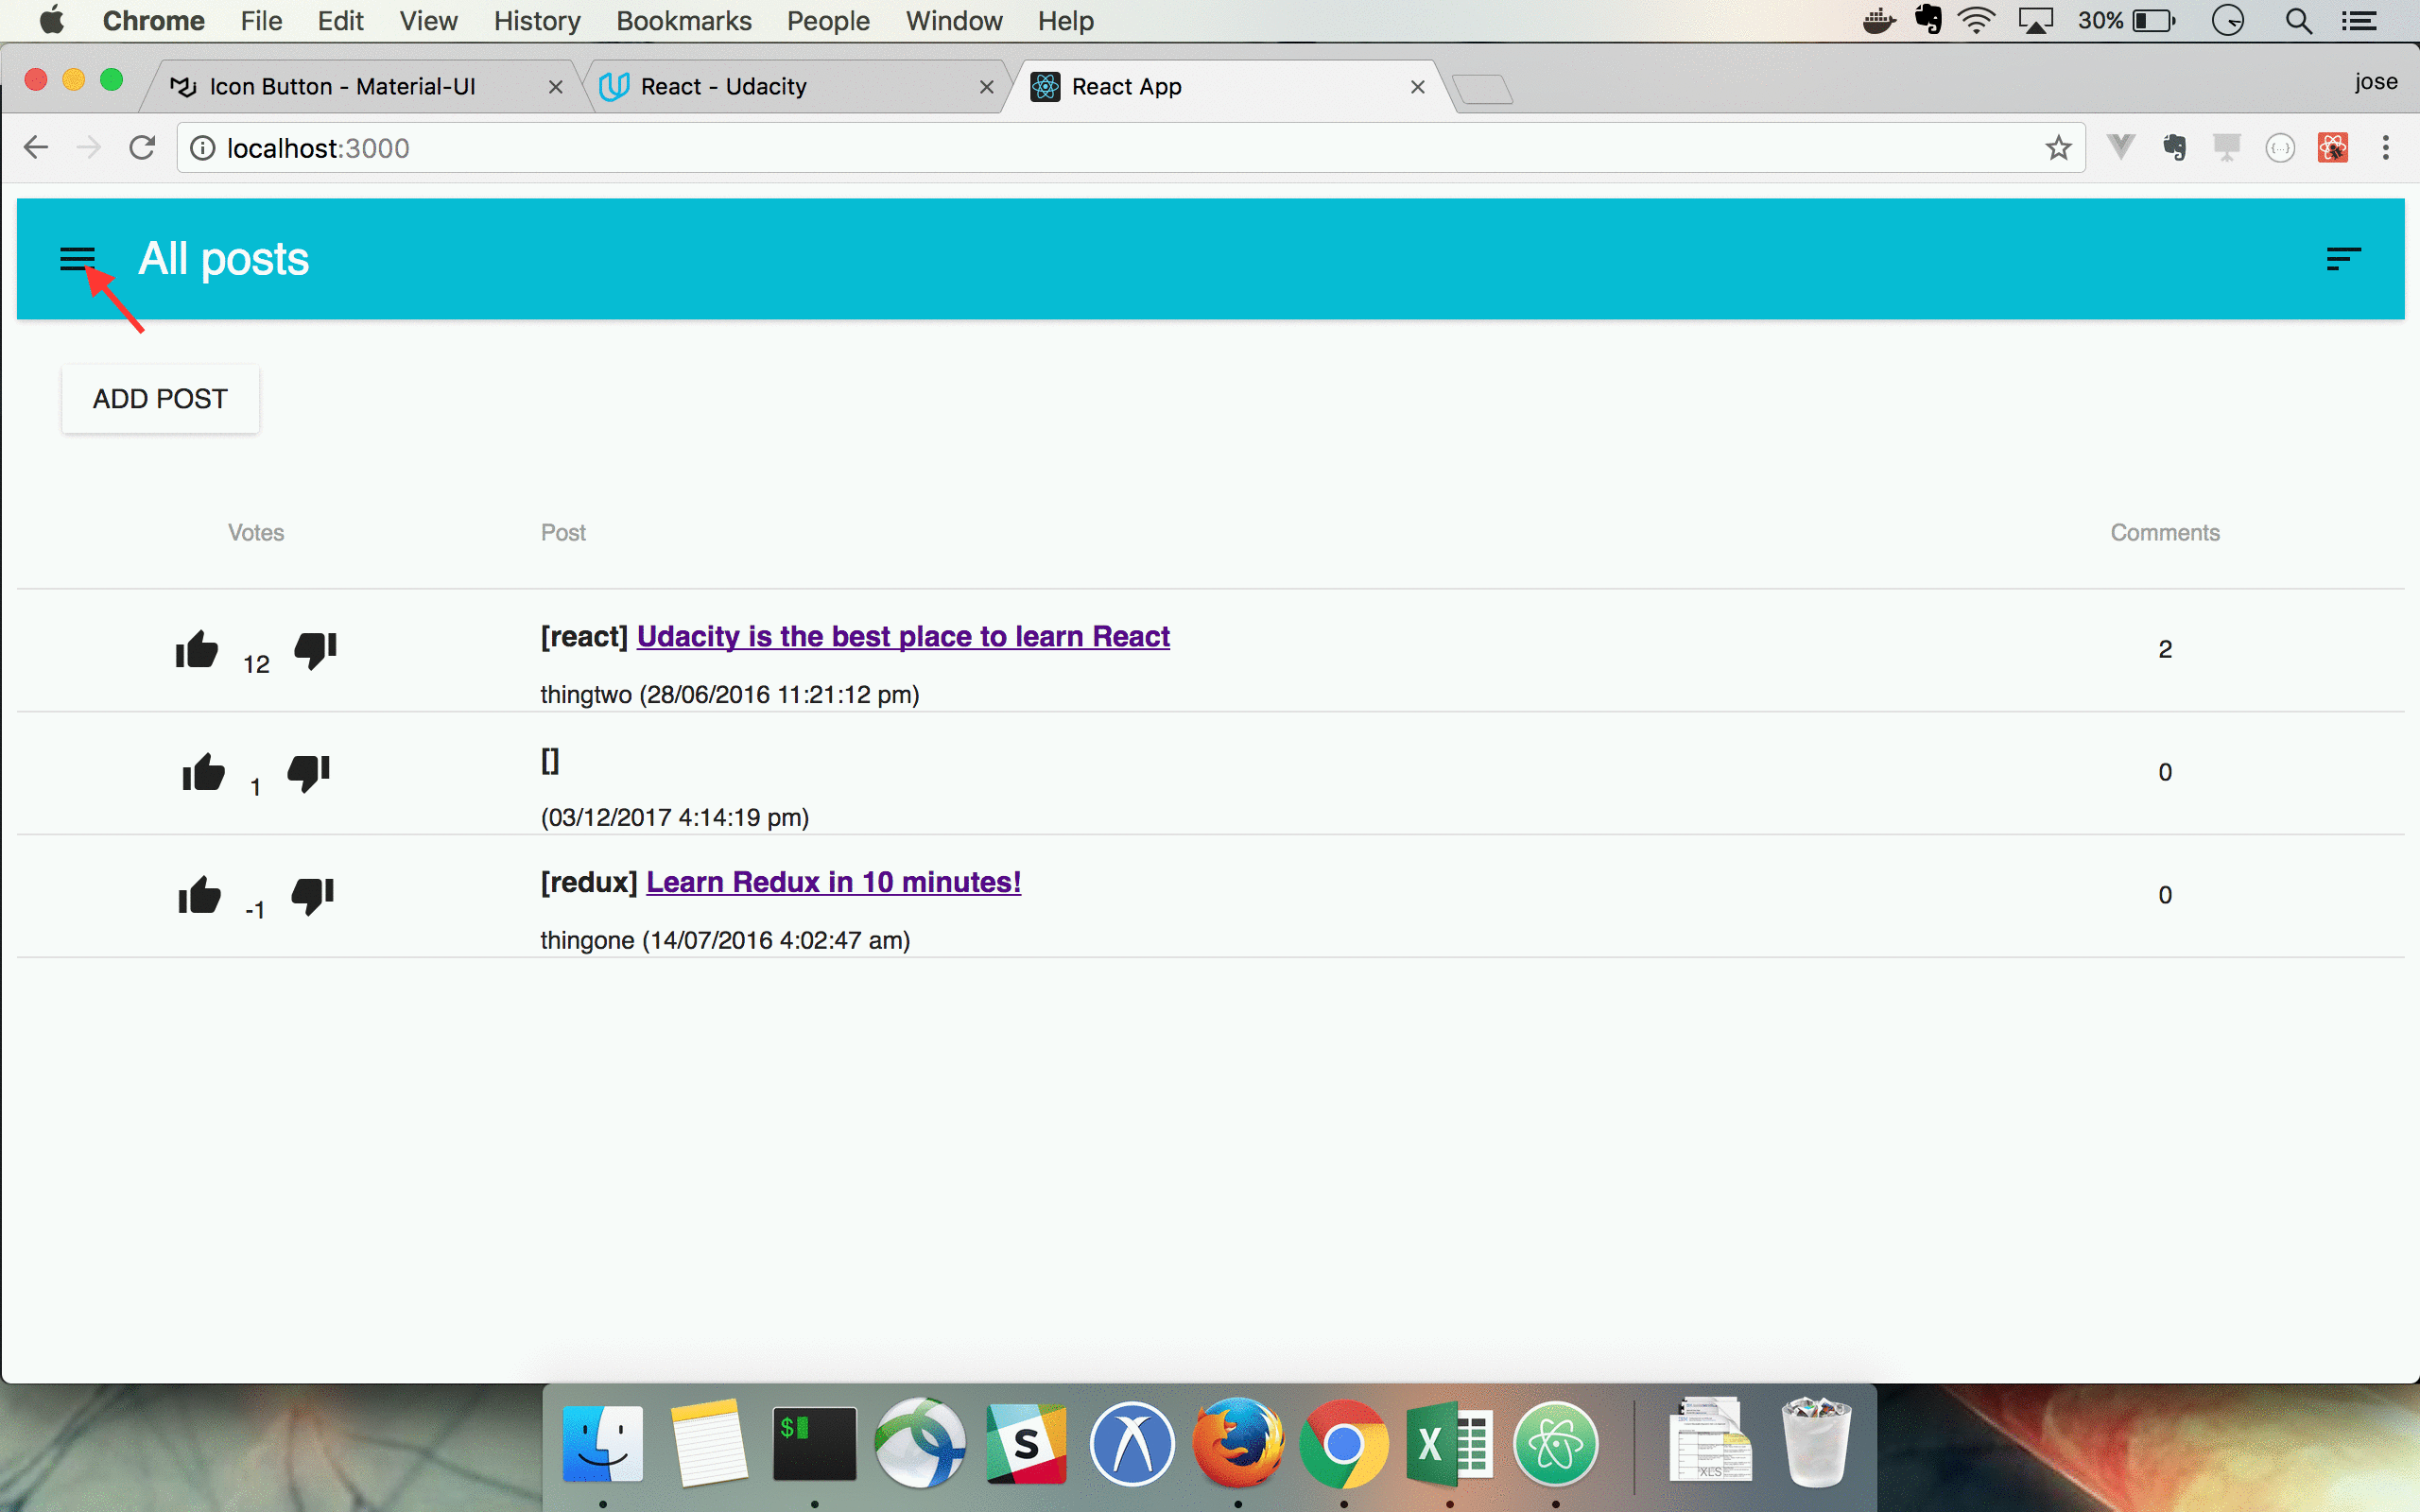 Chrome File Edit View History Bookmarks People Window Help 30%
Icon Button - Material-UI React - Udacity React App jose
localhost:3000
All posts
ADD POST
Votes Post Comments
[react] Udacity is the best place to learn React
12 2
thingtwo (28/06/2016 11:21:12 pm)
[]
1 0
(03/12/2017 4:14:19 pm)
[redux] Learn Redux in 10 minutes!
-1 0
thingone (14/07/2016 4:02:47 am)
$ S X XLS